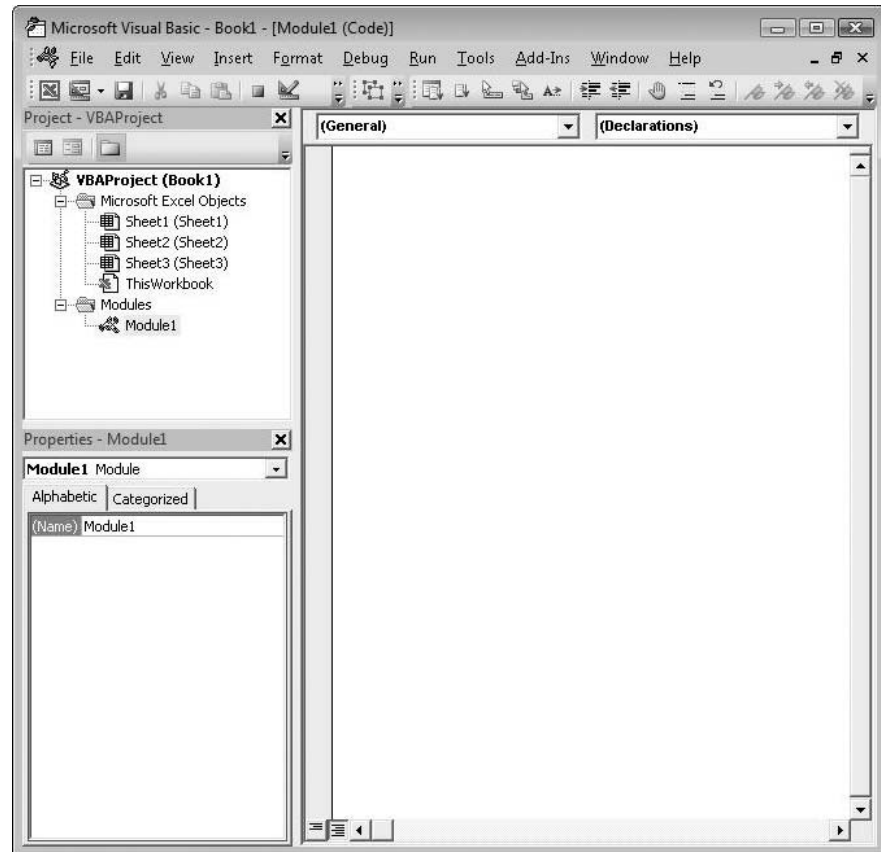 Microsoft Visual Basic - Book1 - [Module1 (Code)]
File Edit View Insert Format Debug Run Tools Add-Ins Window Help
Project - VBAProject
(General) (Declarations)
VBAProject (Book1)
Microsoft Excel Objects
Sheet1 (Sheet1)
Sheet2 (Sheet2)
Sheet3 (Sheet3)
ThisWorkbook
Modules
Module1
Properties - Module1
Module1 Module
Alphabetic Categorized
(Name) Module1